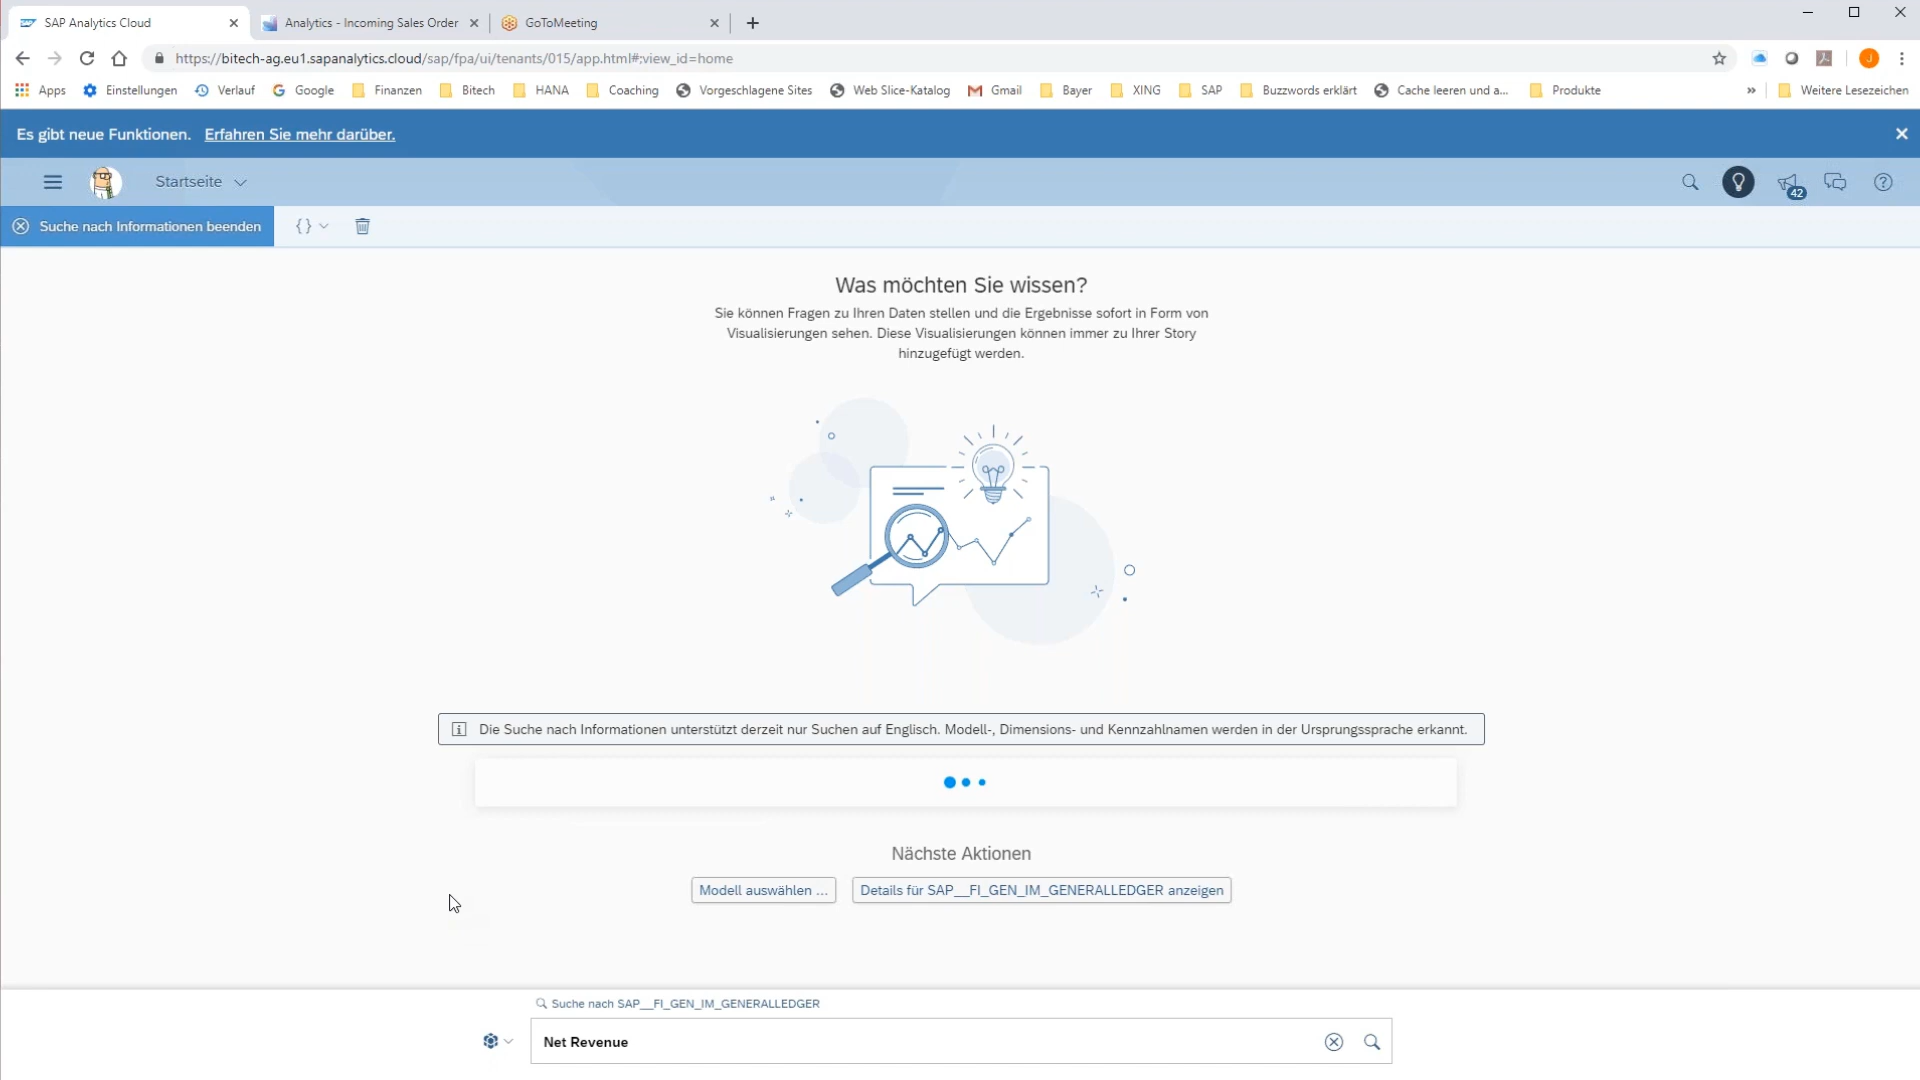 SAP Analytics Cloud
Analytics - Incoming Sales Order
GoToMeeting
https://bitech-ag.eu1.sapanalytics.cloud/sap/fpa/ui/tenants/015/app.html#;view_id=home
J
Apps Einstellungen Verlauf Google Finanzen Bitech HANA Coaching Vorgeschlagene Sites Web Slice-Katalog Gmail Bayer XING SAP Buzzwords erklärt Cache leeren und a... Produkte » Weitere Lesezeichen
Es gibt neue Funktionen. Erfahren Sie mehr darüber.
Startseite
42
Suche nach Informationen beenden
{}
Was möchten Sie wissen?
Sie können Fragen zu Ihren Daten stellen und die Ergebnisse sofort in Form von
Visualisierungen sehen. Diese Visualisierungen können immer zu Ihrer Story
hinzugefügt werden.
Die Suche nach Informationen unterstützt derzeit nur Suchen auf Englisch. Modell-, Dimensions- und Kennzahlnamen werden in der Ursprungssprache erkannt.
Nächste Aktionen
Modell auswählen ...
Details für SAP__FI_GEN_IM_GENERALLEDGER anzeigen
Suche nach SAP__FI_GEN_IM_GENERALLEDGER
Net Revenue